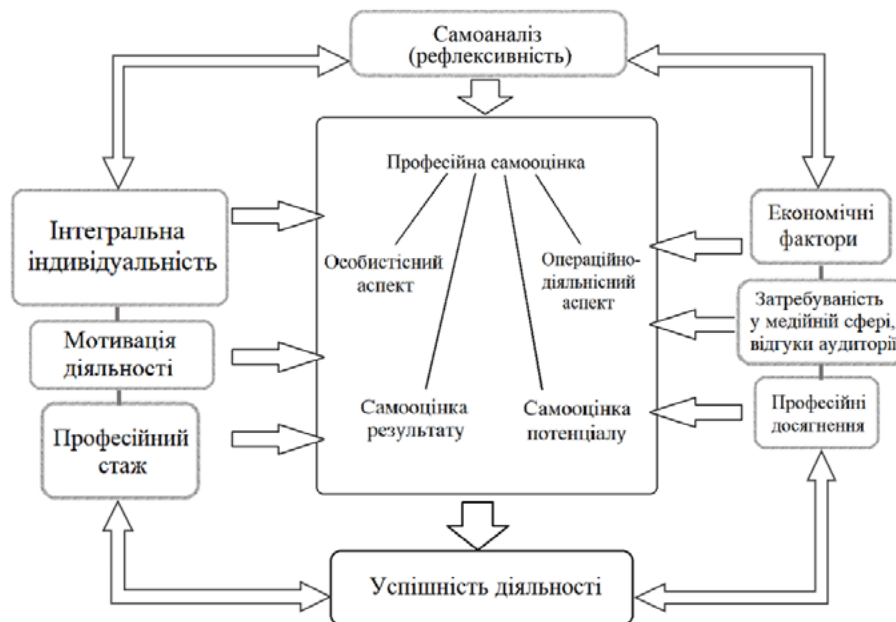 Самоаналіз
(рефлексивність)
Професійна самооцінка
Особистісний
аспект
Операційно-
діяльнісний
аспект
Самооцінка
результату
Самооцінка
потенціалу
Інтегральна
індивідуальність
Мотивація
діяльності
Професійний
стаж
Економічні
фактори
Затребуваність
у медійній сфері,
відгуки аудиторії
Професійні
досягнення
Успішність діяльності